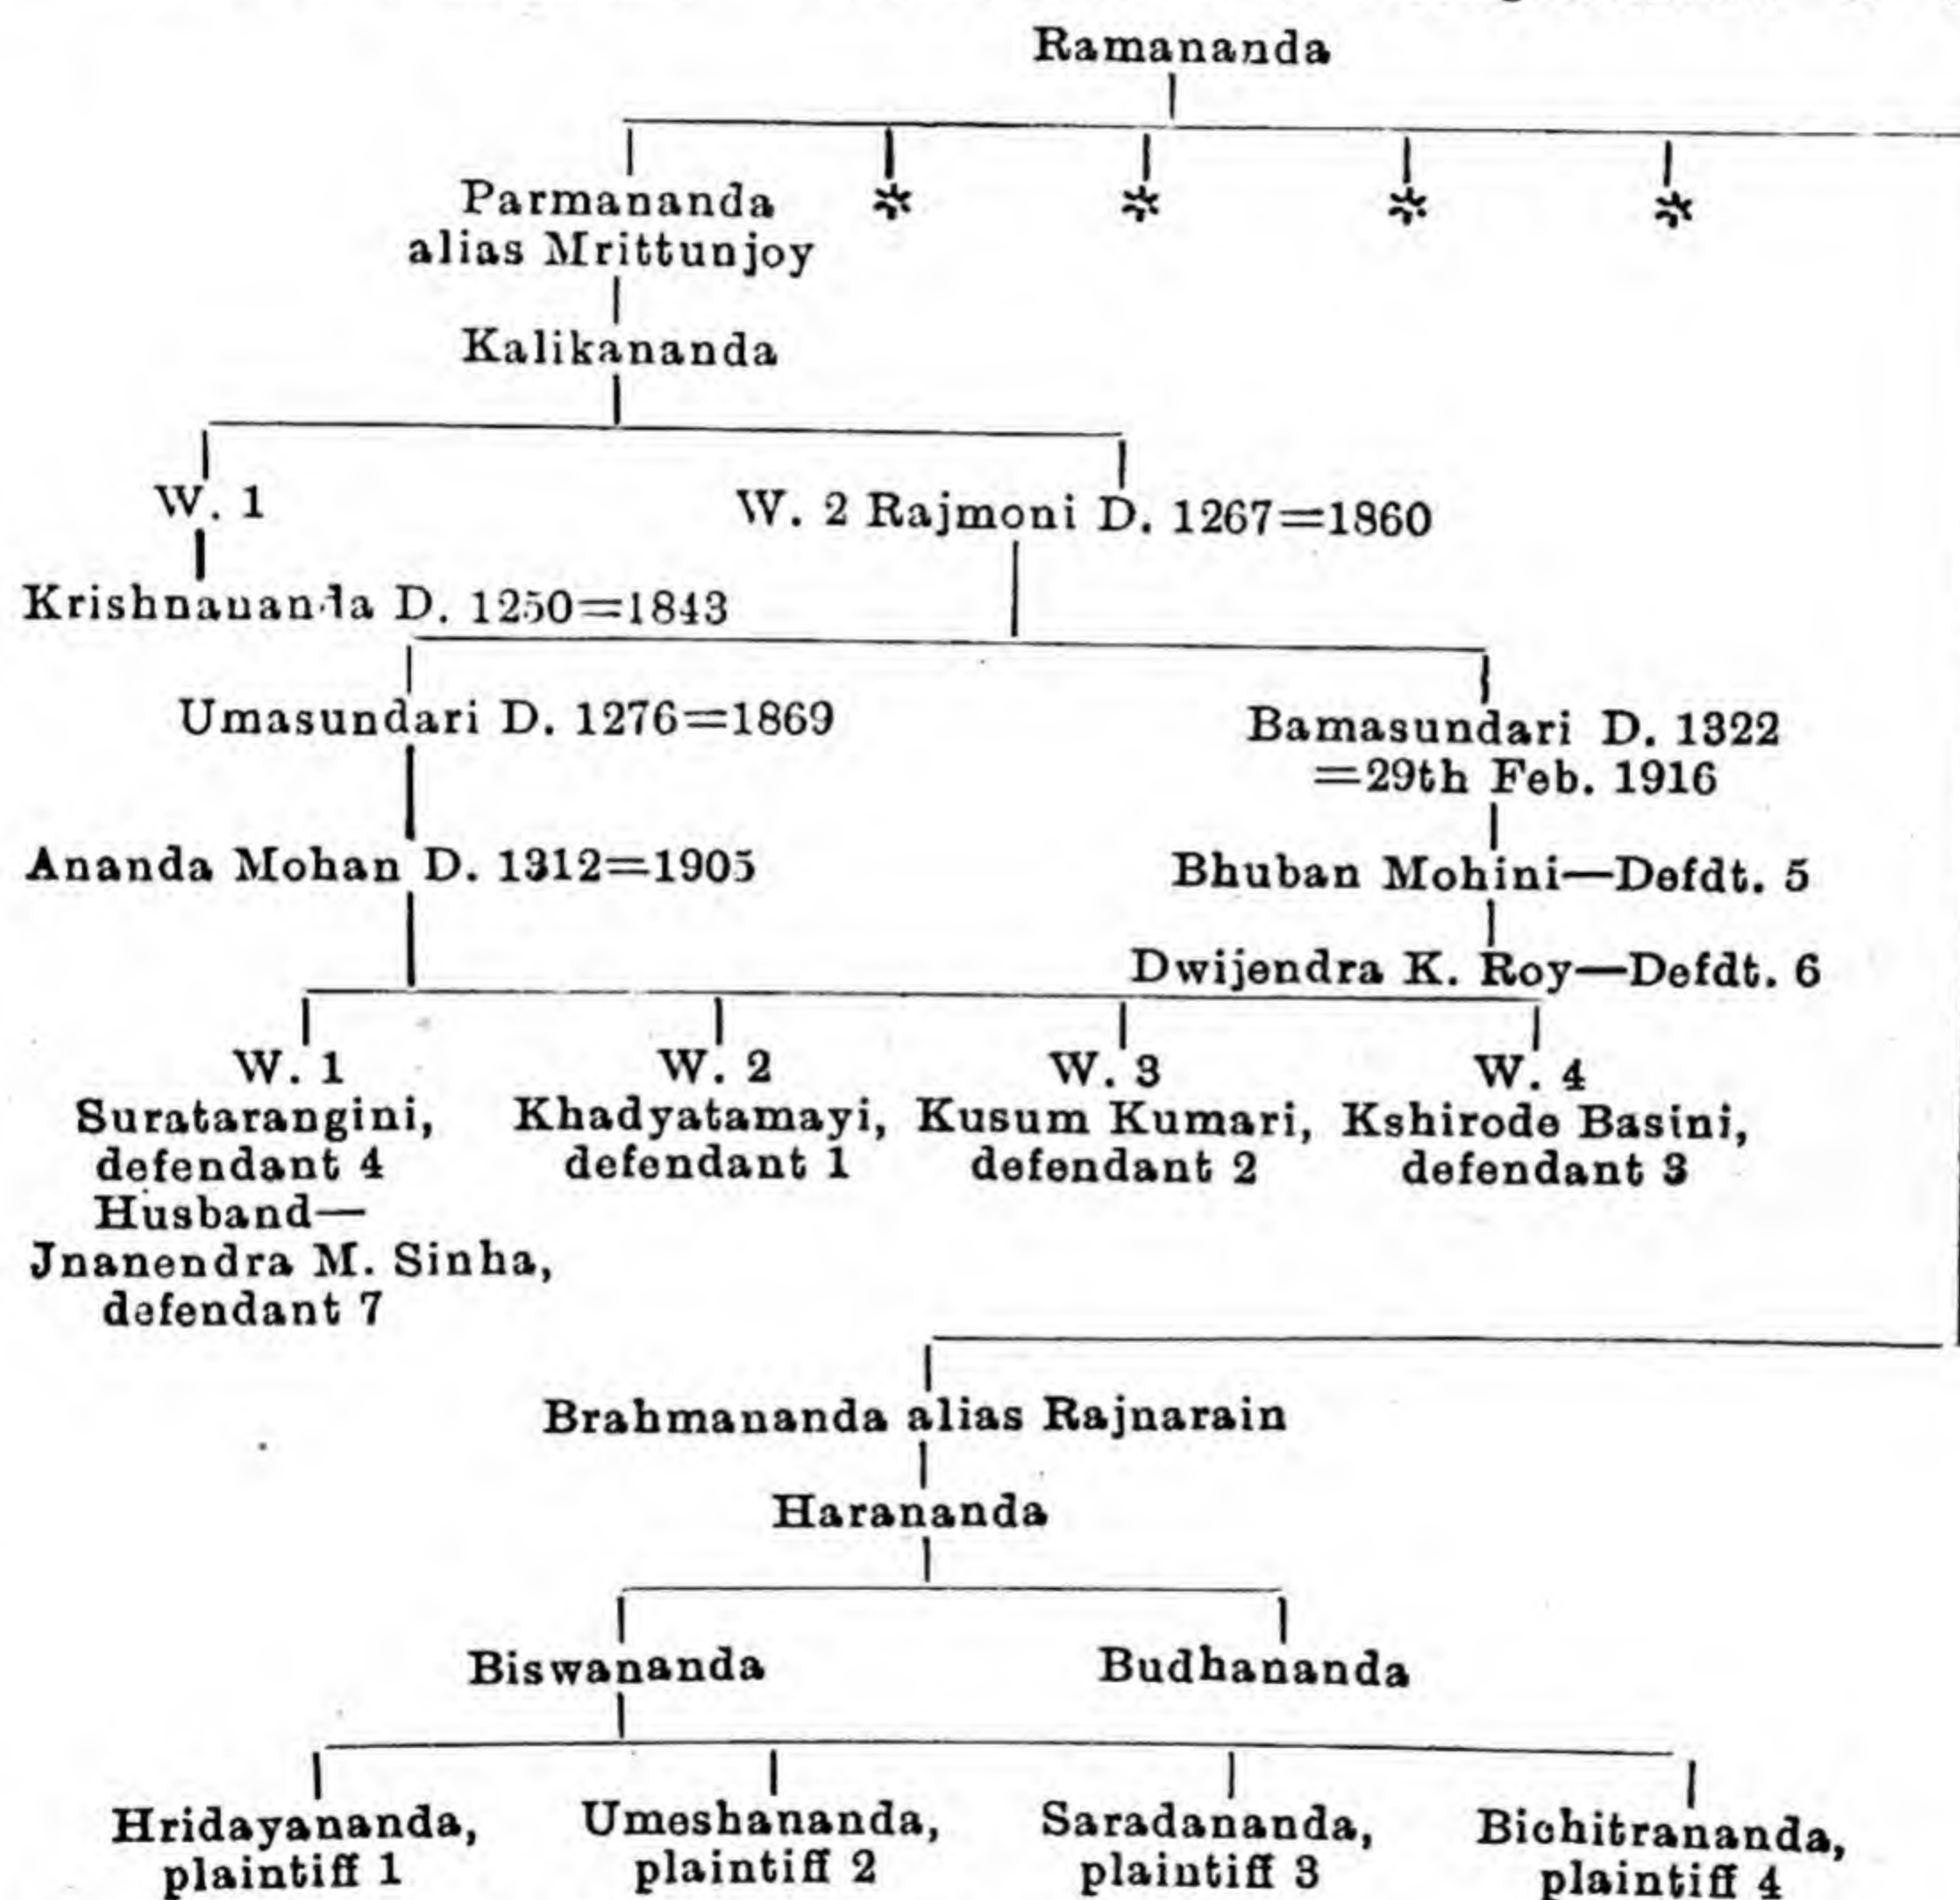 Ramananda
Parmananda * * * *
alias Mrittunjoy
Kalikananda
W. 1 W. 2 Rajmoni D. 1267=1860
Krishnananda D. 1250=1843
Umasundari D. 1276=1869
Bamasundari D. 1322
=29th Feb. 1916
Ananda Mohan D. 1312=1905 Bhuban Mohini—Defdt. 5
Dwijendra K. Roy—Defdt. 6
W. 1 W. 2 W. 3 W. 4
Suratarangini, Khadyatamayi, Kusum Kumari, Kshirode Basini,
defendant 4 defendant 1 defendant 2 defendant 3
Husband—
Jnanendra M. Sinha,
defendant 7
Brahmananda alias Rajnarain
Harananda
Biswananda Budhananda
Hridayananda, Umeshananda, Saradananda, Bichitrananda,
plaintiff 1 plaintiff 2 plaintiff 3 plaintiff 4